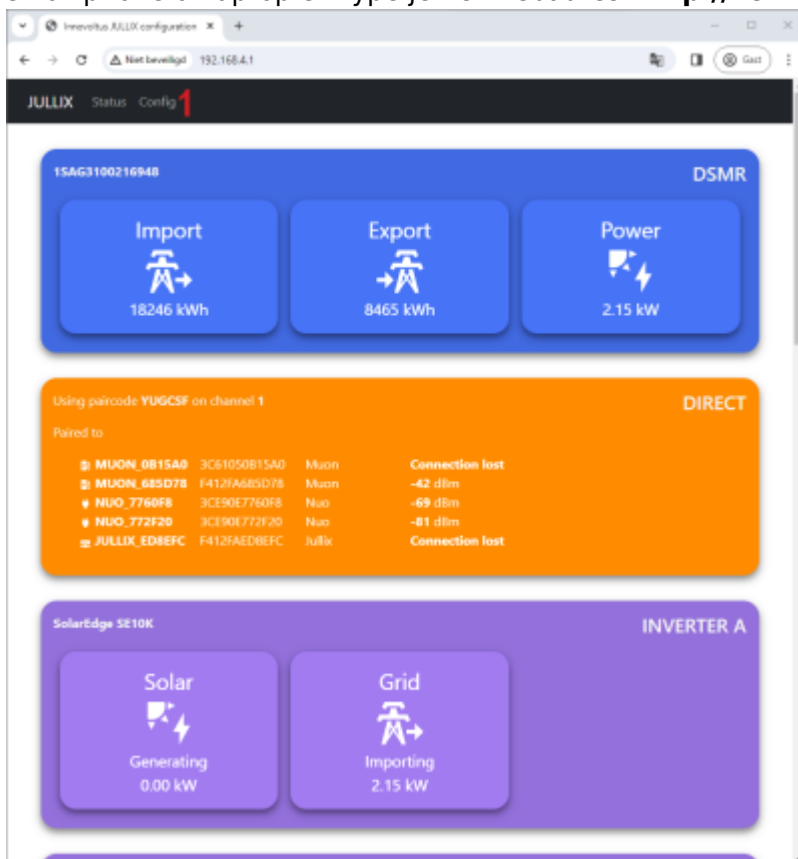 Innevoltus JULLIX configuration
Niet beveiligd 192.168.4.1
Gast
JULLIX Status Config 1
1SAG3100216948
DSMR
Import Export Power
18246 kWh 8465 kWh 2.15 kW
Using paircode YUGCSF on channel 1
DIRECT
Paired to
MUON_0B15A0 3C61050B15A0 Muon Connection lost
MUON_685D78 F412FA685D78 Muon -42 dBm
NUO_7760F8 3CE90E7760F8 Nuo -69 dBm
NUO_772F20 3CE90E772F20 Nuo -81 dBm
JULLIX_ED8EFC F412FAED8EFC Jullix Connection lost
SolarEdge SE10K
INVERTER A
Solar Grid
Generating Importing
0.00 kW 2.15 kW